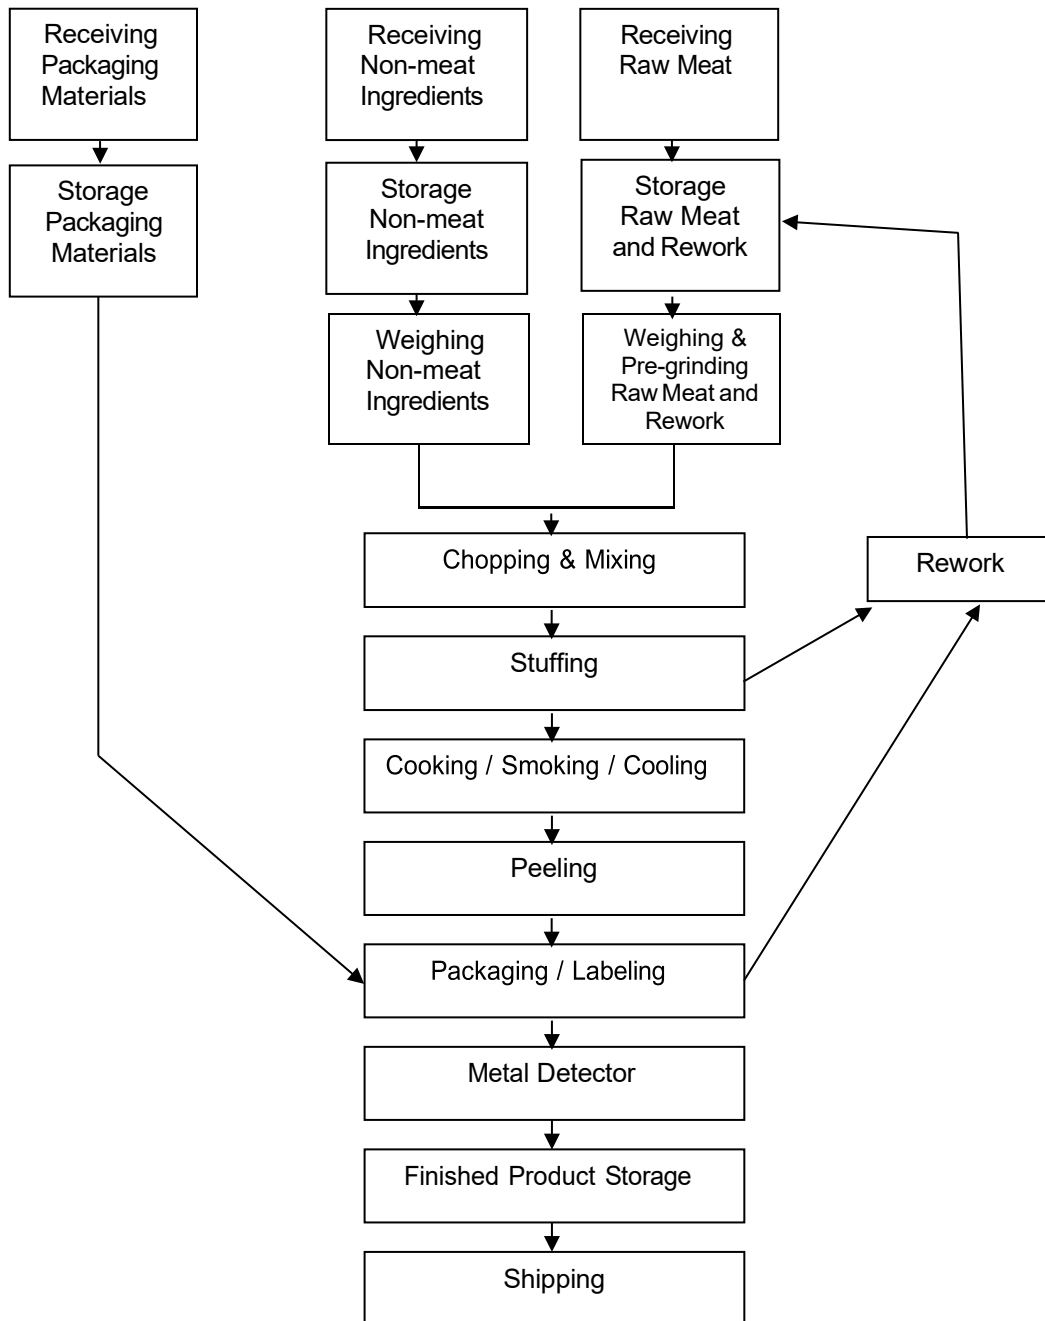 Receiving
Packaging
Materials
Receiving
Non-meat
Ingredients
Receiving
Raw Meat
Storage
Packaging
Materials
Storage
Non-meat
Ingredients
Storage
Raw Meat
and Rework
Weighing
Non-meat
Ingredients
Weighing &
Pre-grinding
Raw Meat and
Rework
Chopping & Mixing
Rework
Stuffing
Cooking / Smoking / Cooling
Peeling
Packaging / Labeling
Metal Detector
Finished Product Storage
Shipping